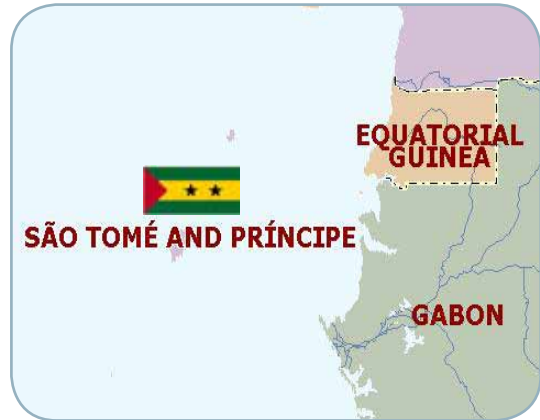 EQUATORIAL
GUINEA
SÃO TOMÉ AND PRÍNCIPE
GABON